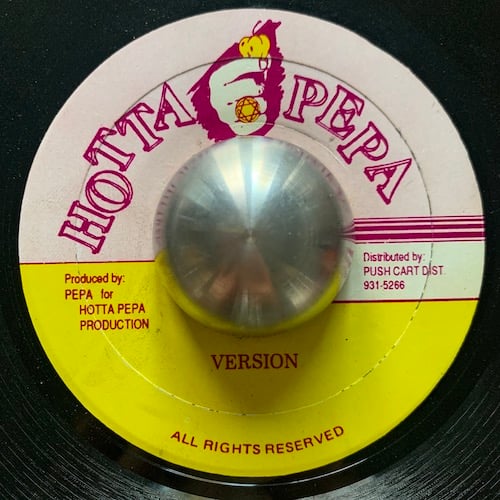 HOTTA PEPA
Produced by:
PEPA for
HOTTA PEPA
PRODUCTION
Distributed by:
PUSH CART DIST.
931-5266
VERSION
ALL RIGHTS RESERVED